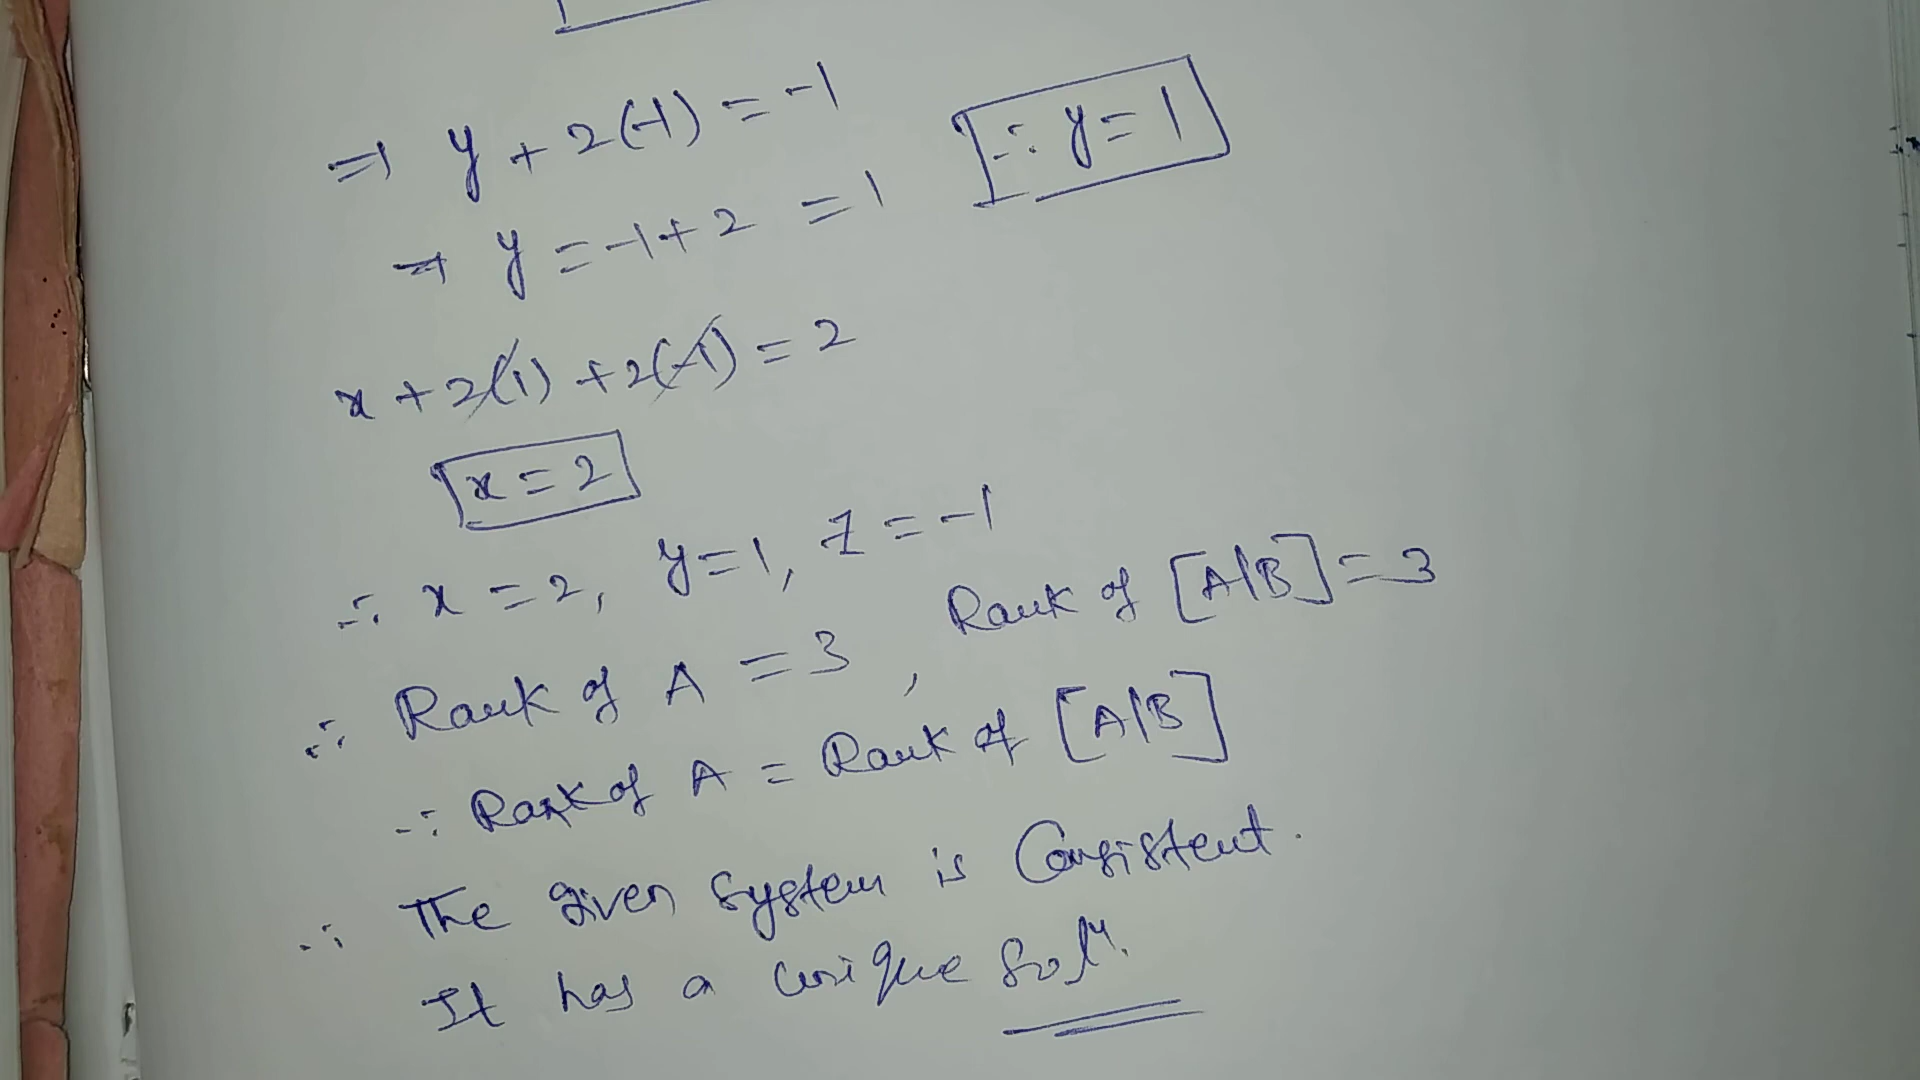 ⇒ y + 2(-1) = -1
∴ y = 1
⇒ y = -1 + 2 = 1
x + 2(1) + 2(-1) = 2
x = 2
∴ x = 2, y = 1, z = -1
∴ Rank of A = 3, Rank of [A|B] = 3
∴ Rank of A = Rank of [A|B]
∴ The given system is Consistent.
It has a unique solⁿ.